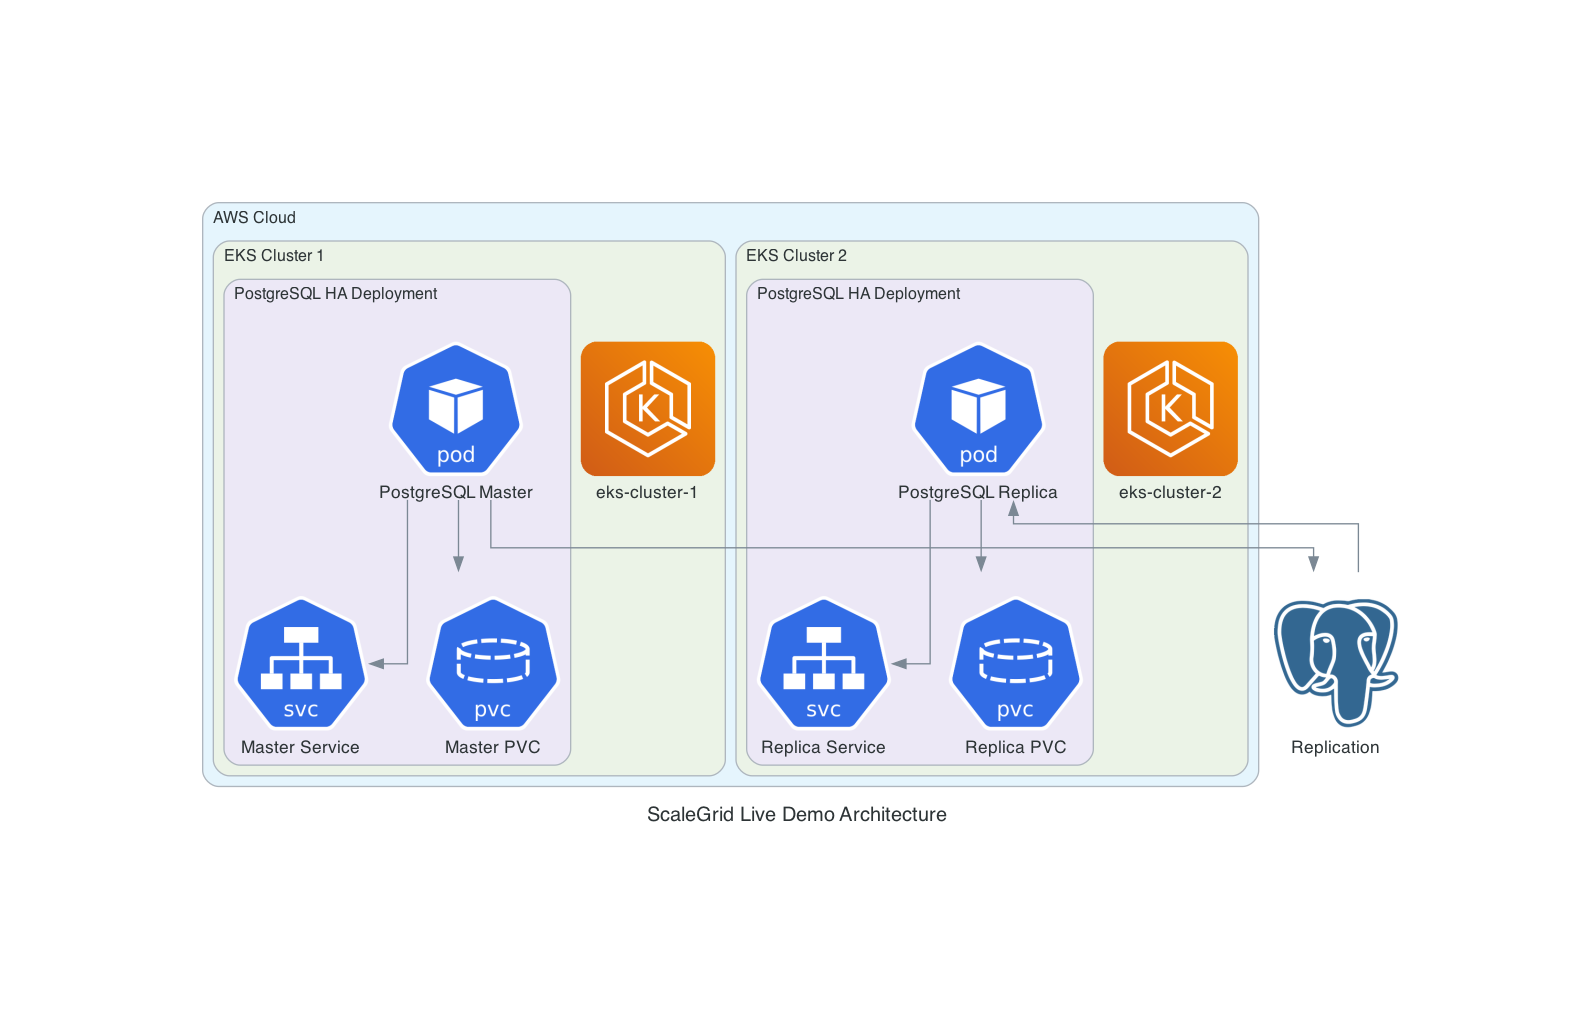 AWS Cloud
EKS Cluster 1
PostgreSQL HA Deployment
pod
PostgreSQL Master
K
eks-cluster-1
svc
Master Service
pvc
Master PVC
EKS Cluster 2
PostgreSQL HA Deployment
pod
PostgreSQL Replica
K
eks-cluster-2
svc
Replica Service
pvc
Replica PVC
Replication
ScaleGrid Live Demo Architecture